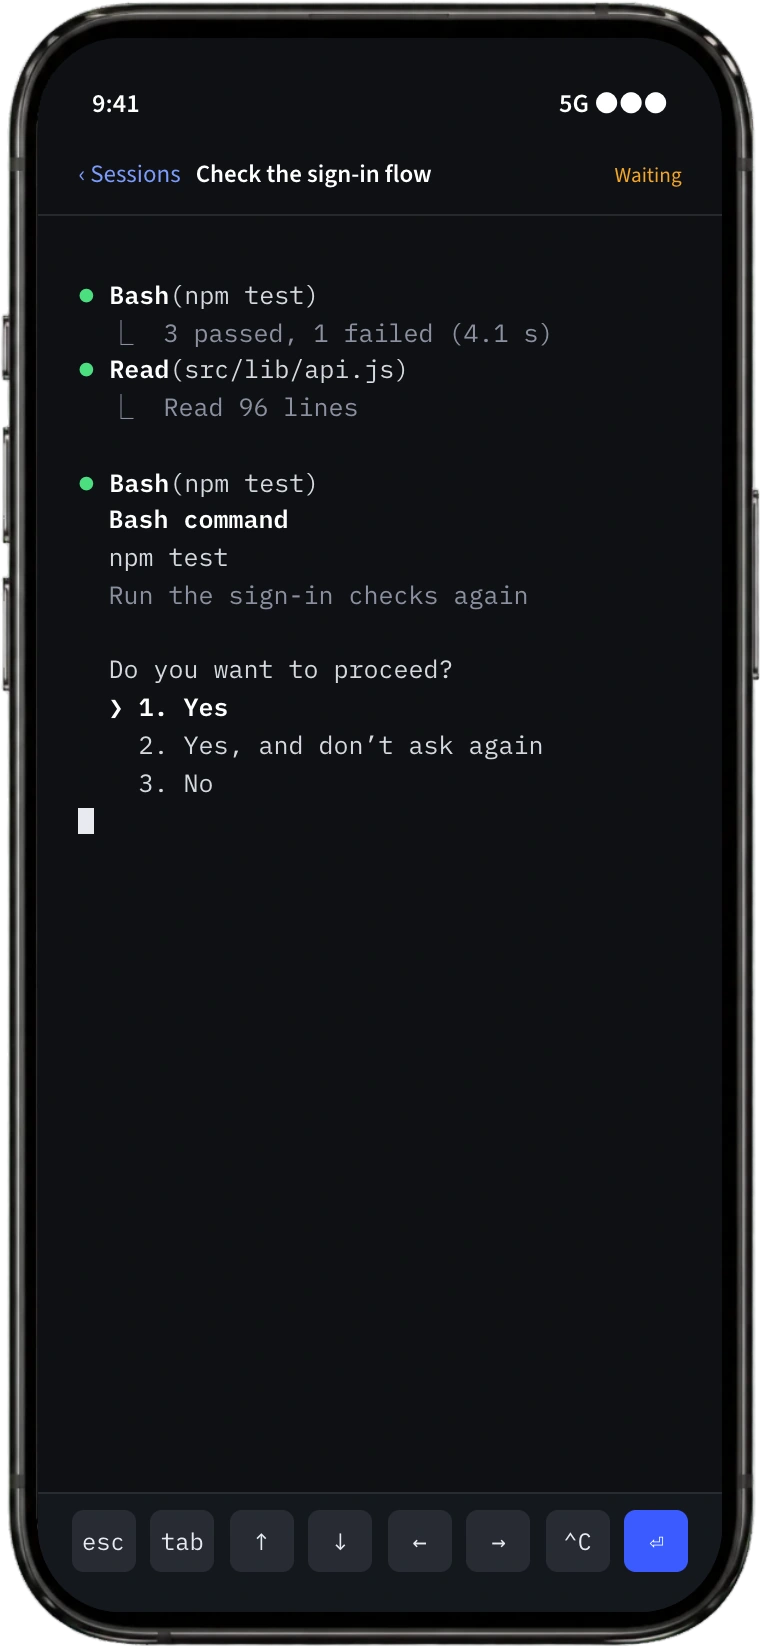 9:41 5G
‹ Sessions Check the sign-in flow Waiting
● Bash(npm test)
⎿ 3 passed, 1 failed (4.1 s)
● Read(src/lib/api.js)
⎿ Read 96 lines
● Bash(npm test)
Bash command
npm test
Run the sign-in checks again
Do you want to proceed?
❯ 1. Yes
2. Yes, and don’t ask again
3. No
esc tab ↑ ↓ ← → ^C ⏎